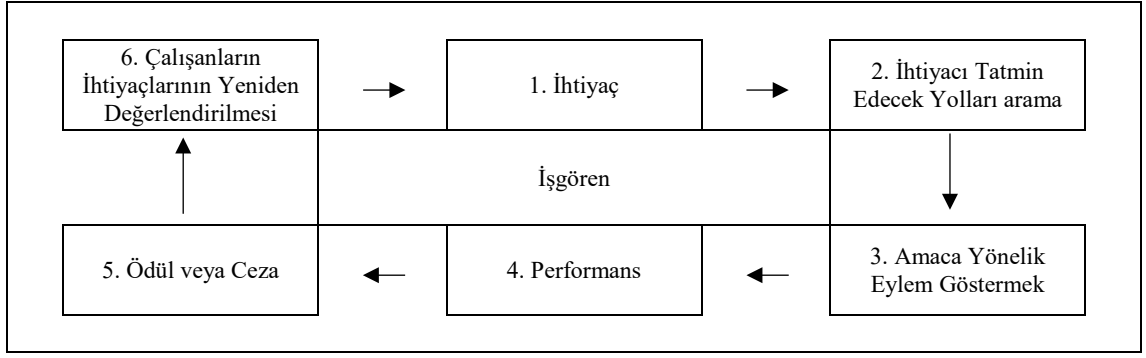 6. Çalışanların
İhtiyaçlarının Yeniden
Değerlendirilmesi
1. İhtiyaç
2. İhtiyacı Tatmin
Edecek Yolları arama
İşgören
5. Ödül veya Ceza
4. Performans
3. Amaca Yönelik
Eylem Göstermek